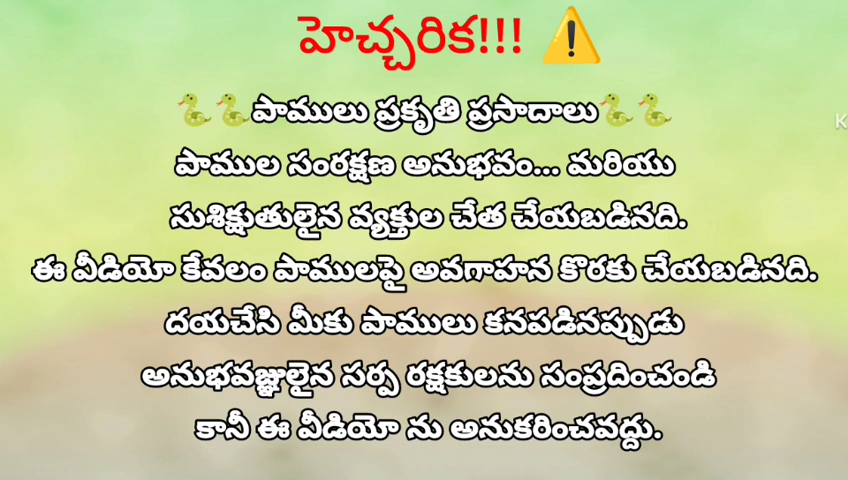 హెచ్చరిక!!! ⚠️
🐍🐍పాములు ప్రకృతి ప్రసాదాలు🐍🐍
పాముల సంరక్షణ అనుభవం... మరియు
సుశిక్షుతులైన వ్యక్తుల చేత చేయబడినది.
ఈ వీడియో కేవలం పాములపై అవగాహన కొరకు చేయబడినది.
దయచేసి మీకు పాములు కనపడినప్పుడు
అనుభవజ్ఞులైన సర్ప రక్షకులను సంప్రదించండి
కానీ ఈ వీడియో ను అనుకరించవద్దు.
K